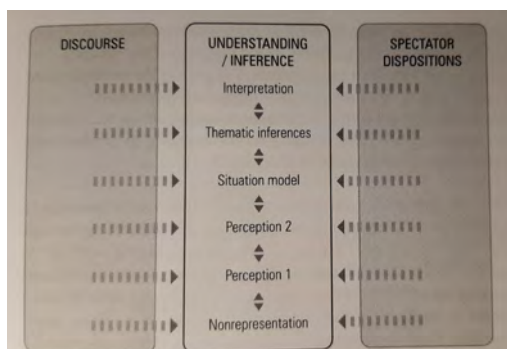 DISCOURSE
UNDERSTANDING
/ INFERENCE
SPECTATOR
DISPOSITIONS
Interpretation
Thematic inferences
Situation model
Perception 2
Perception 1
Nonrepresentation